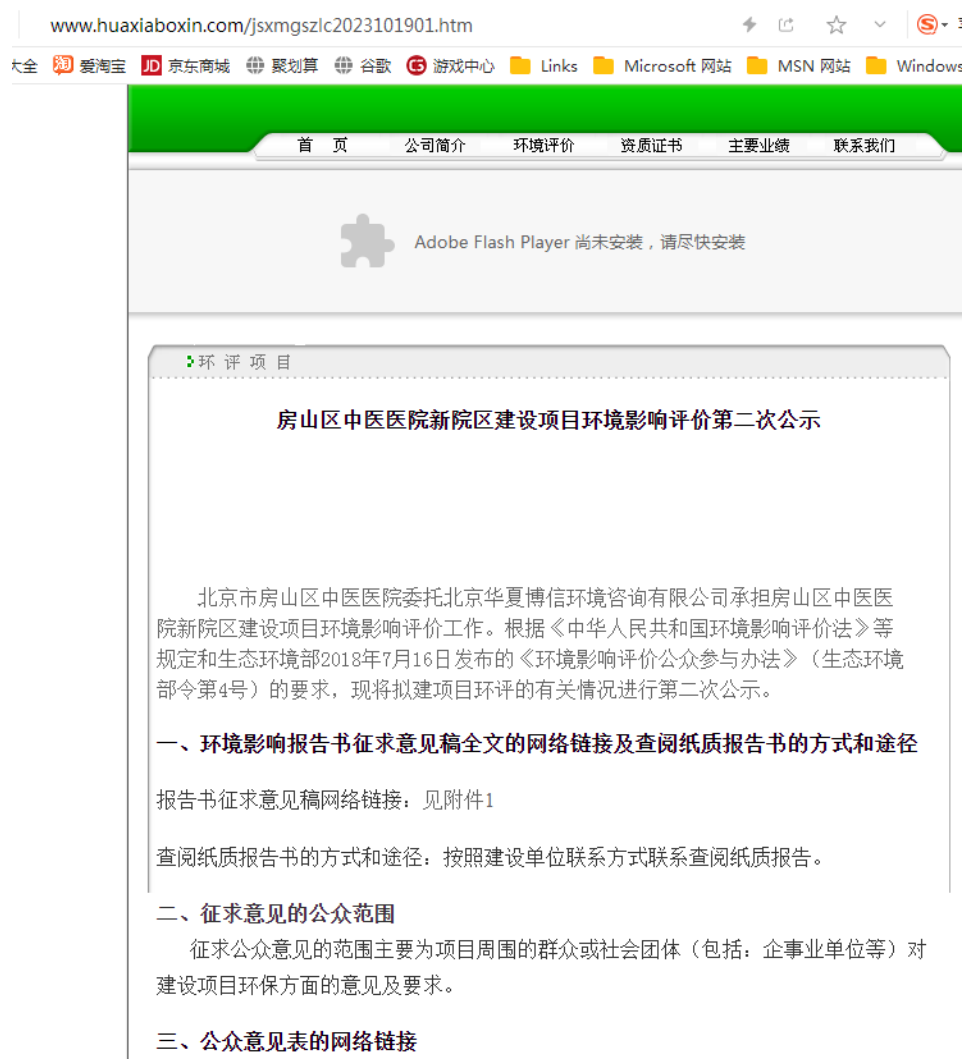 www.huaxiaboxin.com/jsxmgszlc2023101901.htm
大全 爱淘宝 JD 京东商城 聚划算 谷歌 游戏中心 Links Microsoft 网站 MSN 网站 Windows
首 页 公司简介 环境评价 资质证书 主要业绩 联系我们
Adobe Flash Player 尚未安装，请尽快安装
环 评 项 目
房山区中医医院新院区建设项目环境影响评价第二次公示
北京市房山区中医医院委托北京华夏博信环境咨询有限公司承担房山区中医医
院新院区建设项目环境影响评价工作。根据《中华人民共和国环境影响评价法》等
规定和生态环境部2018年7月16日发布的《环境影响评价公众参与办法》（生态环境
部令第4号）的要求，现将拟建项目环评的有关情况进行第二次公示。
一、环境影响报告书征求意见稿全文的网络链接及查阅纸质报告书的方式和途径
报告书征求意见稿网络链接：见附件1
查阅纸质报告书的方式和途径：按照建设单位联系方式联系查阅纸质报告。
二、征求意见的公众范围
征求公众意见的范围主要为项目周围的群众或社会团体（包括：企事业单位等）对
建设项目环保方面的意见及要求。
三、公众意见表的网络链接